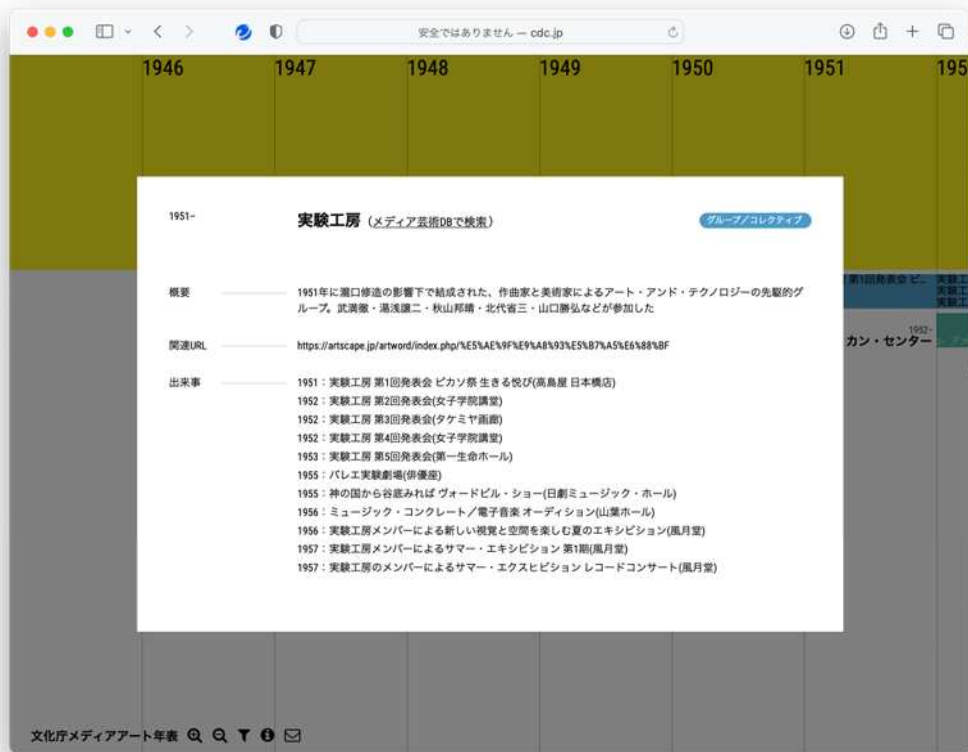 安全ではありません — cdc.jp
1946 1947 1948 1949 1950 1951 195
1951–
実験工房（メディア芸術DBで検索）
グループ／コレクティブ
概要
1951年に瀧口修造の影響下で結成された、作曲家と美術家によるアート・アンド・テクノロジーの先駆的グ
ループ。武満徹・湯浅譲二・秋山邦晴・北代省三・山口勝弘などが参加した
関連URL
https://artscape.jp/artword/index.php/%E5%AE%9F%E9%A8%93%E5%B7%A5%E6%88%BF
出来事
1951：実験工房 第1回発表会 ピカソ祭 生きる悦び(高島屋 日本橋店)
1952：実験工房 第2回発表会(女子学院講堂)
1952：実験工房 第3回発表会(タケミヤ画廊)
1952：実験工房 第4回発表会(女子学院講堂)
1953：実験工房 第5回発表会(第一生命ホール)
1955：バレエ実験劇場(俳優座)
1955：神の国から谷底みれば ヴォードビル・ショー(日劇ミュージック・ホール)
1956：ミュージック・コンクレート／電子音楽 オーディション(山葉ホール)
1956：実験工房メンバーによる新しい視覚と空間を楽しむ夏のエキシビション(風月堂)
1957：実験工房メンバーによるサマー・エキシビション 第1期(風月堂)
1957：実験工房のメンバーによるサマー・エクスヒビション レコードコンサート(風月堂)
第1回発表会 ピ...
実験工
実験工
実験工
1952–
カン・センター
文化庁メディアアート年表